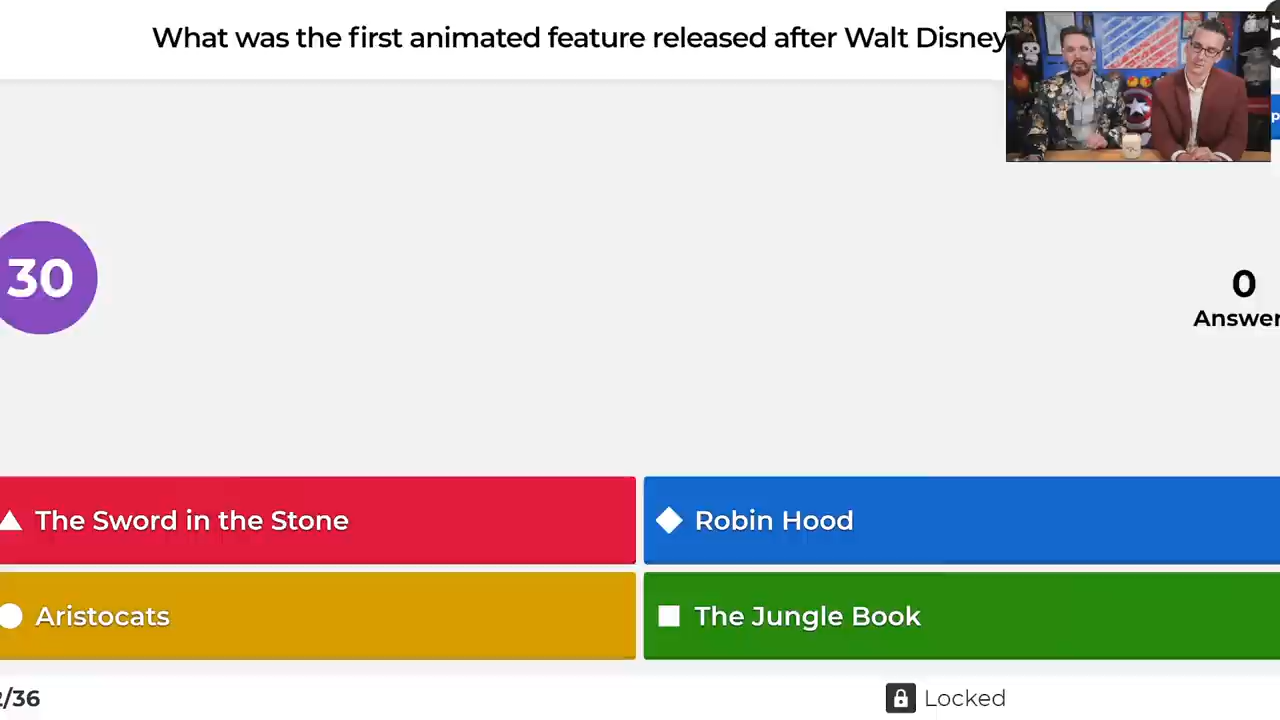 What was the first animated feature released after Walt Disney
30
0
Answer
The Sword in the Stone
Robin Hood
Aristocats
The Jungle Book
/36
Locked